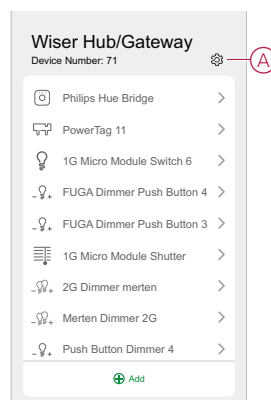 Wiser Hub/Gateway
Device Number: 71
A
Philips Hue Bridge
PowerTag 11
1G Micro Module Switch 6
FUGA Dimmer Push Button 4
FUGA Dimmer Push Button 3
1G Micro Module Shutter
2G Dimmer merten
Merten Dimmer 2G
Push Button Dimmer 4
Add